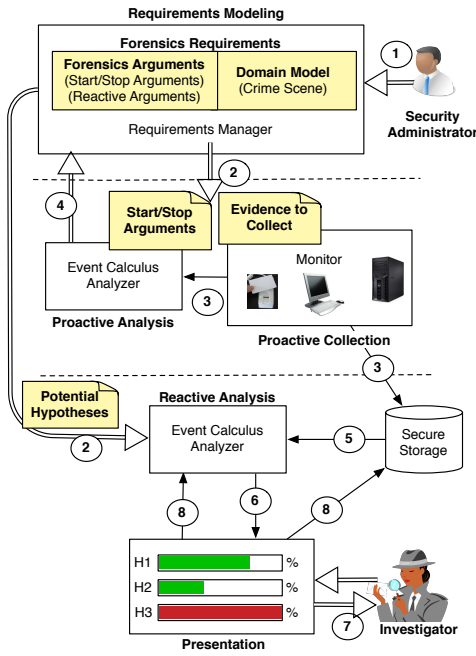 Requirements Modeling
Forensics Requirements
Forensics Arguments
(Start/Stop Arguments)
(Reactive Arguments)
Domain Model
(Crime Scene)
1
Security
Administrator
Requirements Manager
2
4
Start/Stop
Arguments
Evidence to
Collect
Monitor
Event Calculus
Analyzer
3
Proactive Analysis
Proactive Collection
3
Potential
Hypotheses
2
Reactive Analysis
Event Calculus
Analyzer
5
Secure
Storage
8
6
8
H1 %
H2 %
H3 %
7
Presentation
Investigator